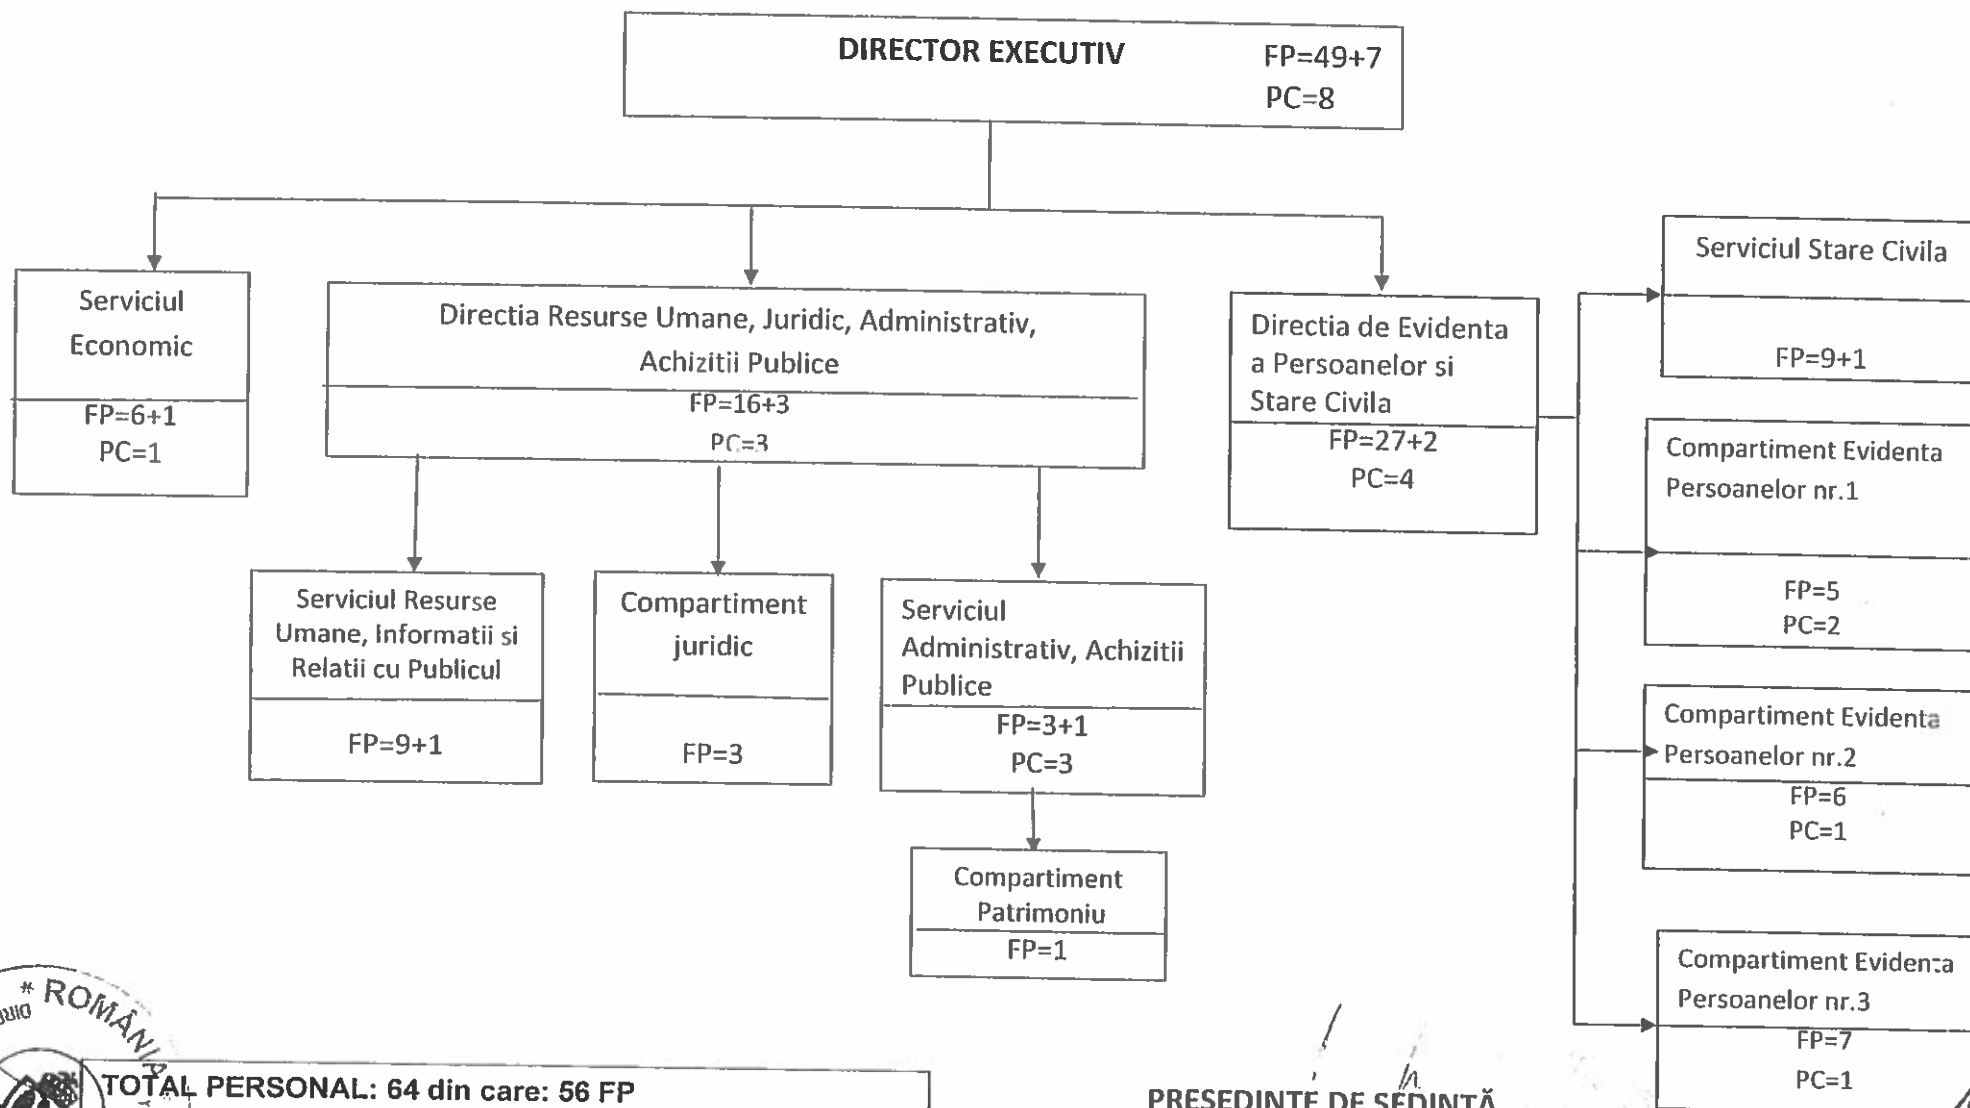 DIRECTOR EXECUTIV FP=49+7
PC=8
Serviciul
Economic
FP=6+1
PC=1
Directia Resurse Umane, Juridic, Administrativ,
Achizitii Publice
FP=16+3
PC=3
Directia de Evidenta
a Persoanelor si
Stare Civila
FP=27+2
PC=4
Serviciul Stare Civila
FP=9+1
Compartiment Evidenta
Persoanelor nr.1
FP=5
PC=2
Compartiment Evidenta
Persoanelor nr.2
FP=6
PC=1
Compartiment Evidenta
Persoanelor nr.3
FP=7
PC=1
Serviciul Resurse
Umane, Informatii si
Relatii cu Publicul
FP=9+1
Compartiment
juridic
FP=3
Serviciul
Administrativ, Achizitii
Publice
FP=3+1
PC=3
Compartiment
Patrimoniu
FP=1
* ROMÂNIA
TOTAL PERSONAL: 64 din care: 56 FP
PRESEDINTE DE SEDINTĂ